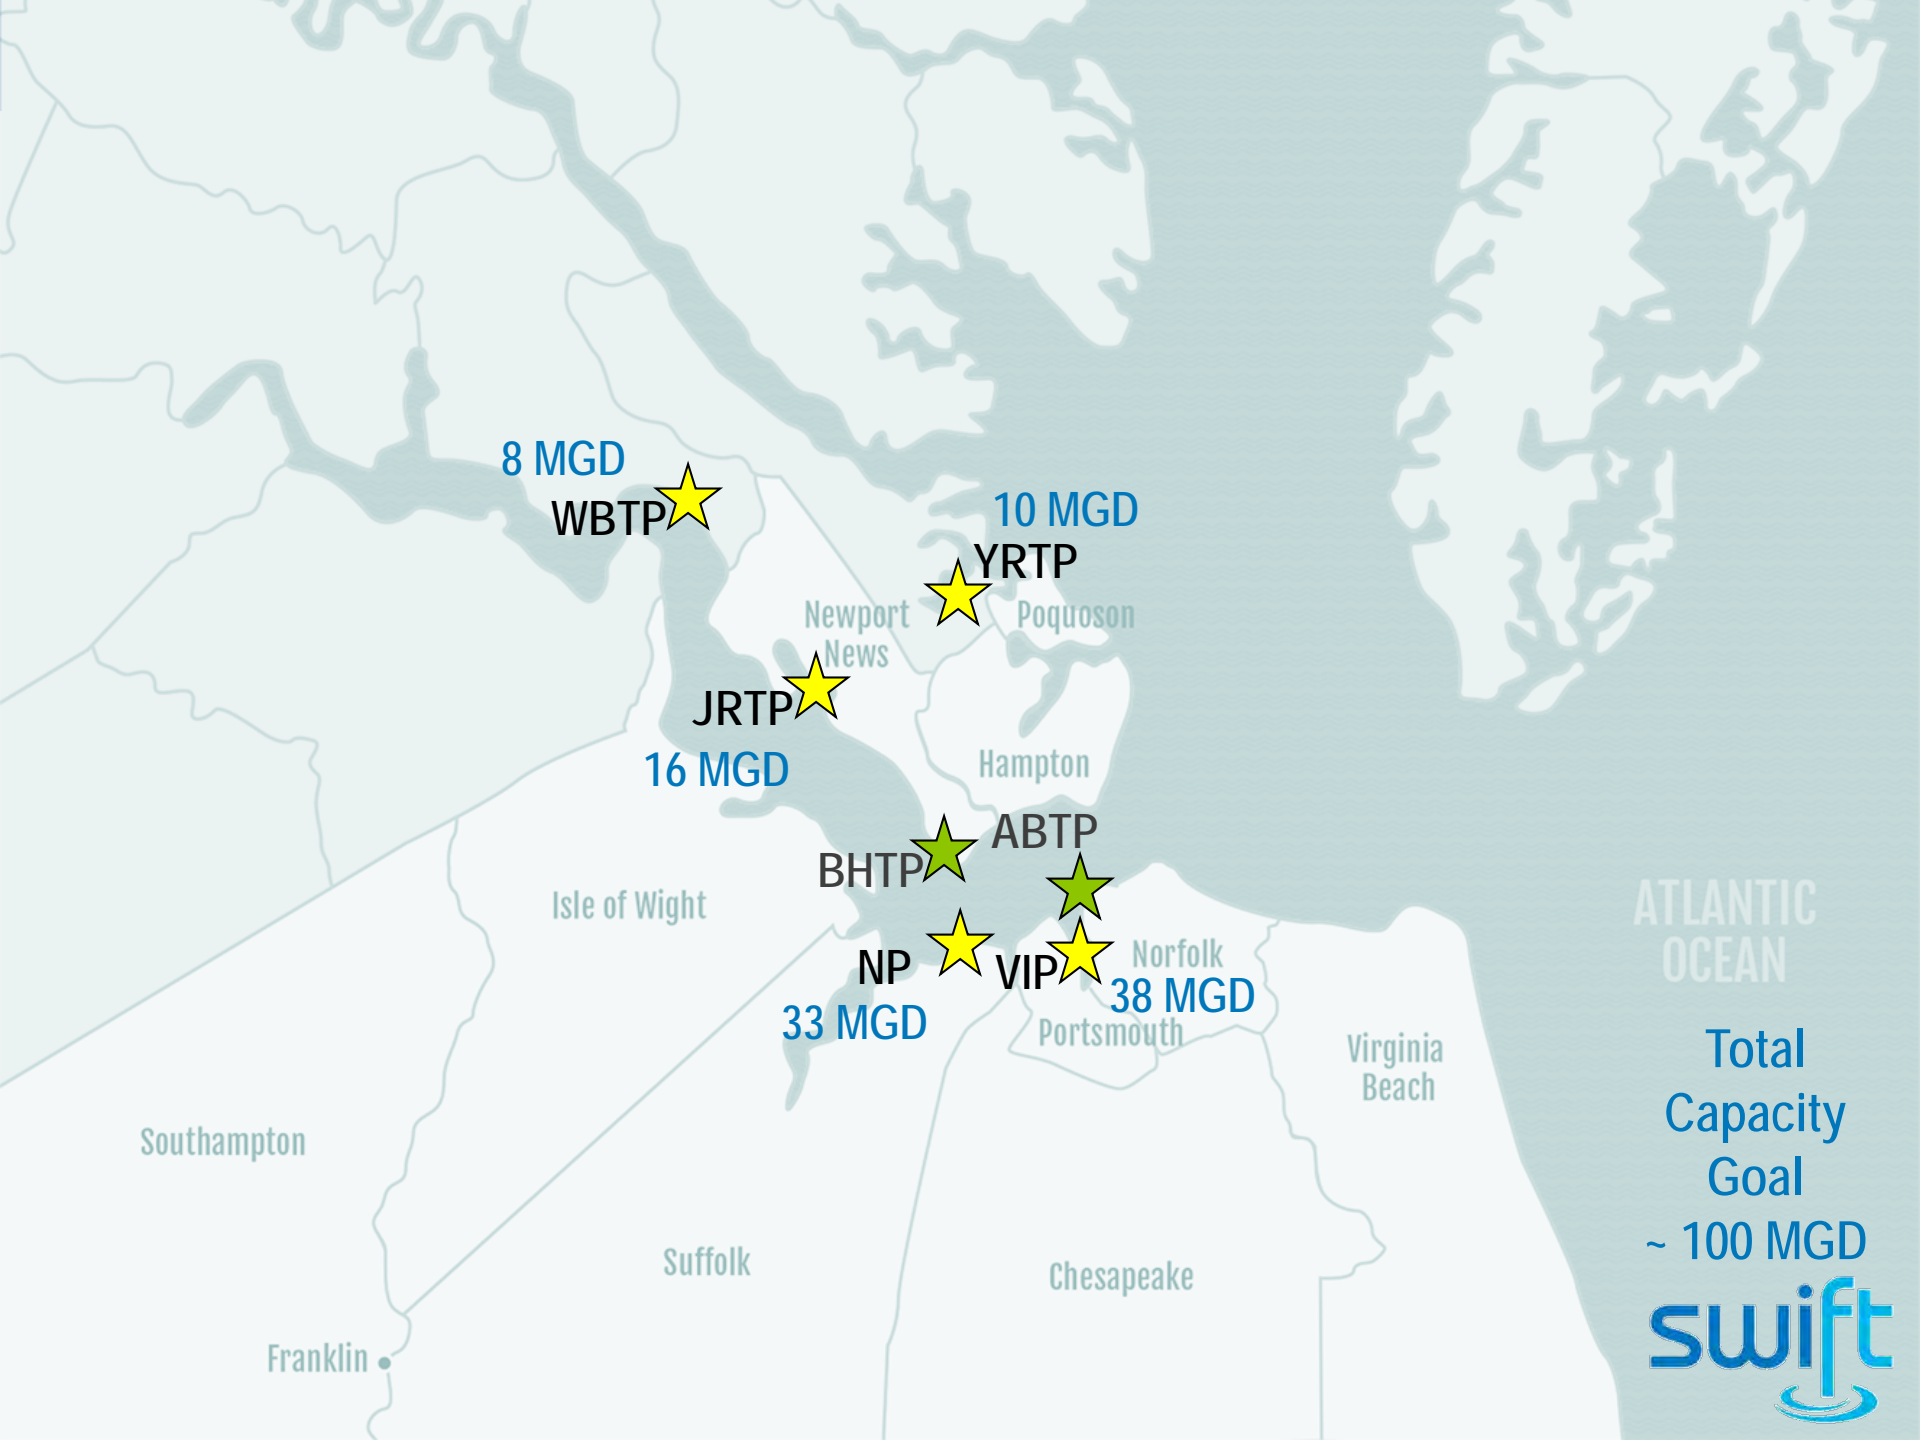 8 MGD
WBTP
10 MGD
YRTP
Newport
News
Poquoson
JRTP
16 MGD
Hampton
ABTP
BHTP
Isle of Wight
ATLANTIC
OCEAN
NP
VIP
Norfolk
38 MGD
33 MGD
Portsmouth
Virginia
Beach
Total
Capacity
Goal
~ 100 MGD
Southampton
Suffolk
Chesapeake
Franklin
swift